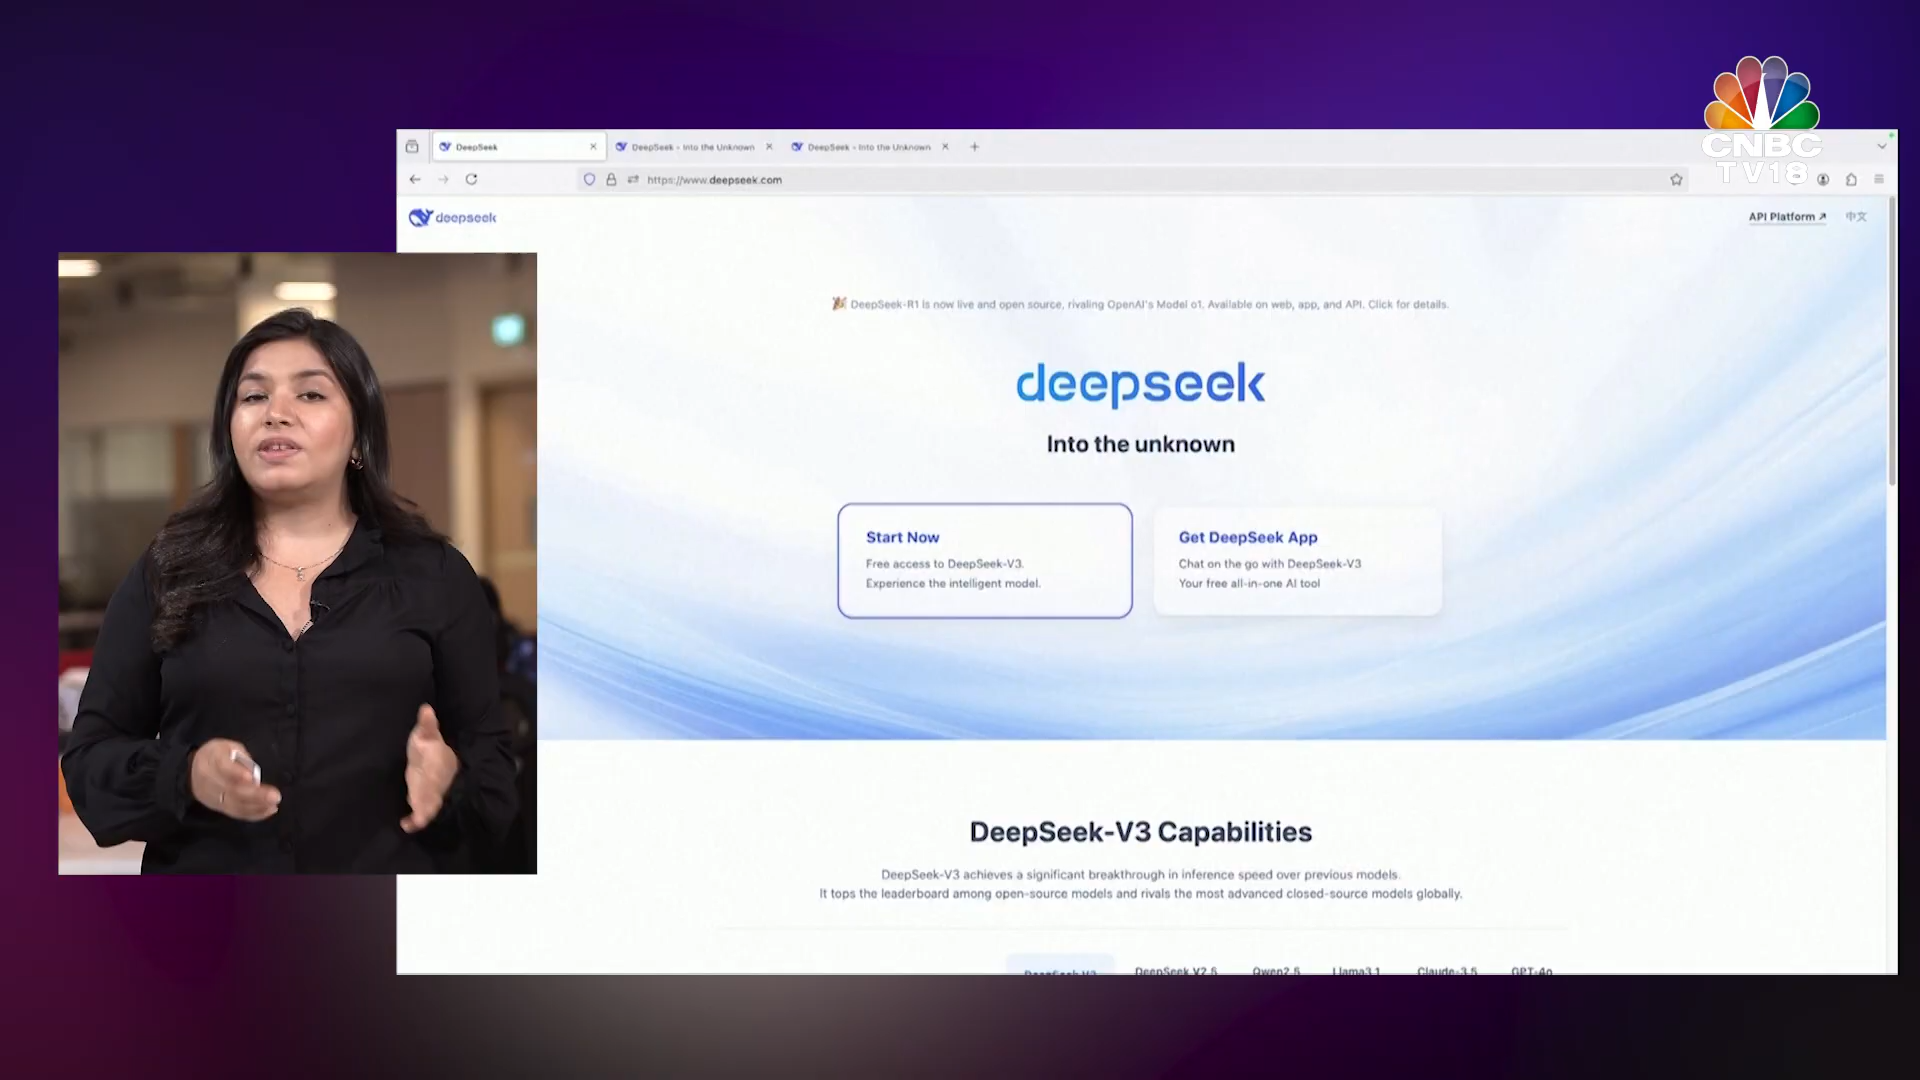 CNBC
TV18
DeepSeek
DeepSeek - Into the Unknown
DeepSeek - Into the Unknown
https://www.deepseek.com
deepseek
API Platform
中文
DeepSeek-R1 is now live and open source, rivaling OpenAI's Model o1. Available on web, app, and API. Click for details.
deepseek
Into the unknown
Start Now
Free access to DeepSeek-V3.
Experience the intelligent model.
Get DeepSeek App
Chat on the go with DeepSeek-V3
Your free all-in-one AI tool
DeepSeek-V3 Capabilities
DeepSeek-V3 achieves a significant breakthrough in inference speed over previous models.
It tops the leaderboard among open-source models and rivals the most advanced closed-source models globally.
DeepSeek V3
DeepSeek V2.5
Qwen2.5
Llama3.1
Claude-3.5
GPT-4o